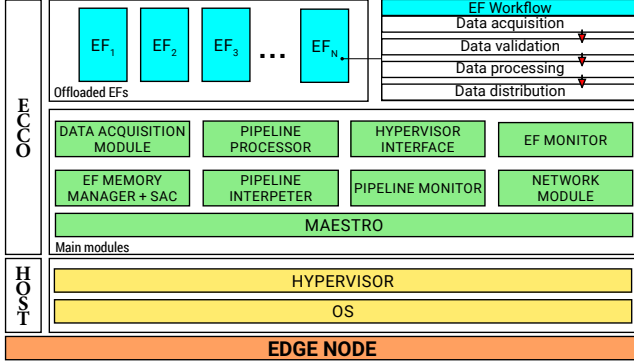 ECCO
EF1
EF2
EF3
...
EFN
Offloaded EFs
EF Workflow
Data acquisition
Data validation
Data processing
Data distribution
DATA ACQUISITION
MODULE
PIPELINE
PROCESSOR
HYPERVISOR
INTERFACE
EF MONITOR
EF MEMORY
MANAGER + SAC
PIPELINE
INTERPETER
PIPELINE MONITOR
NETWORK
MODULE
MAESTRO
Main modules
HOST
HYPERVISOR
OS
EDGE NODE